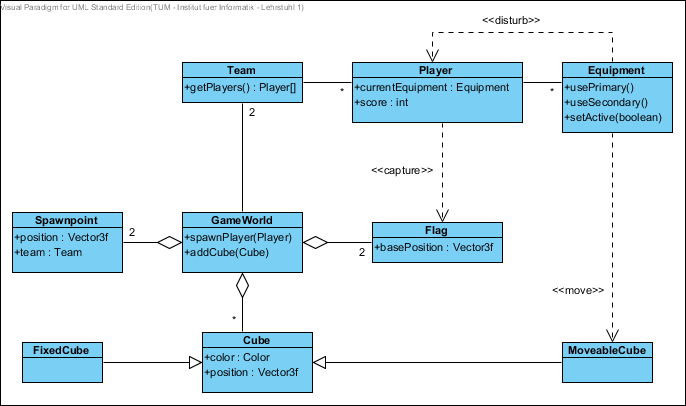 Visual Paradigm for UML Standard Edition(TUM - Institut fuer Informatik - Lehrstuhl 1)
<<disturb>>
Team
+getPlayers() : Player[]
*
Player
+currentEquipment : Equipment
+score : int
*
Equipment
+usePrimary()
+useSecondary()
+setActive(boolean)
2
<<capture>>
Spawnpoint
+position : Vector3f
+team : Team
2
GameWorld
+spawnPlayer(Player)
+addCube(Cube)
2
Flag
+basePosition : Vector3f
<<move>>
*
FixedCube
Cube
+color : Color
+position : Vector3f
MoveableCube